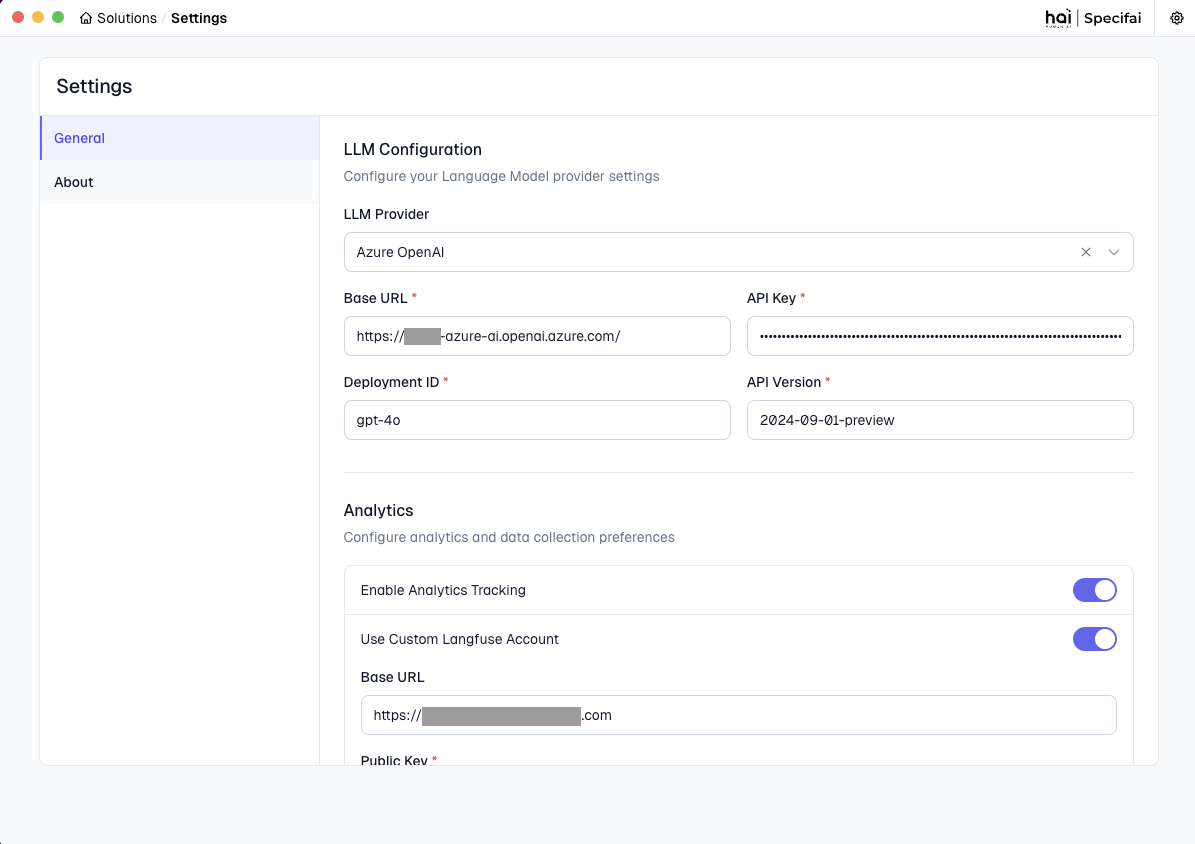 Solutions / Settings
hai | Specifai
Settings
General
About
LLM Configuration
Configure your Language Model provider settings
LLM Provider
Azure OpenAI
Base URL * API Key *
https:// -azure-ai.openai.azure.com/
Deployment ID * API Version *
gpt-4o 2024-09-01-preview
Analytics
Configure analytics and data collection preferences
Enable Analytics Tracking
Use Custom Langfuse Account
Base URL
https:// .com
Public Key *